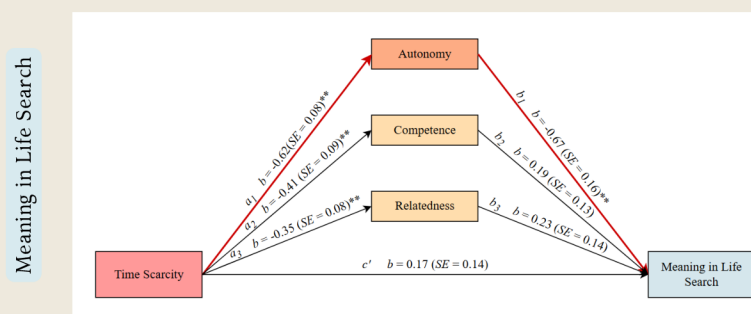 Meaning in Life Search
Autonomy
a1 b = -0.62(SE = 0.08)**
b1 b = -0.67 (SE = 0.16)**
Competence
a2 b = -0.41 (SE = 0.09)**
b2 b = 0.19 (SE = 0.13)
Relatedness
a3 b = -0.35 (SE = 0.08)**
b3 b = 0.23 (SE = 0.14)
Time Scarcity
c' b = 0.17 (SE = 0.14)
Meaning in Life
Search